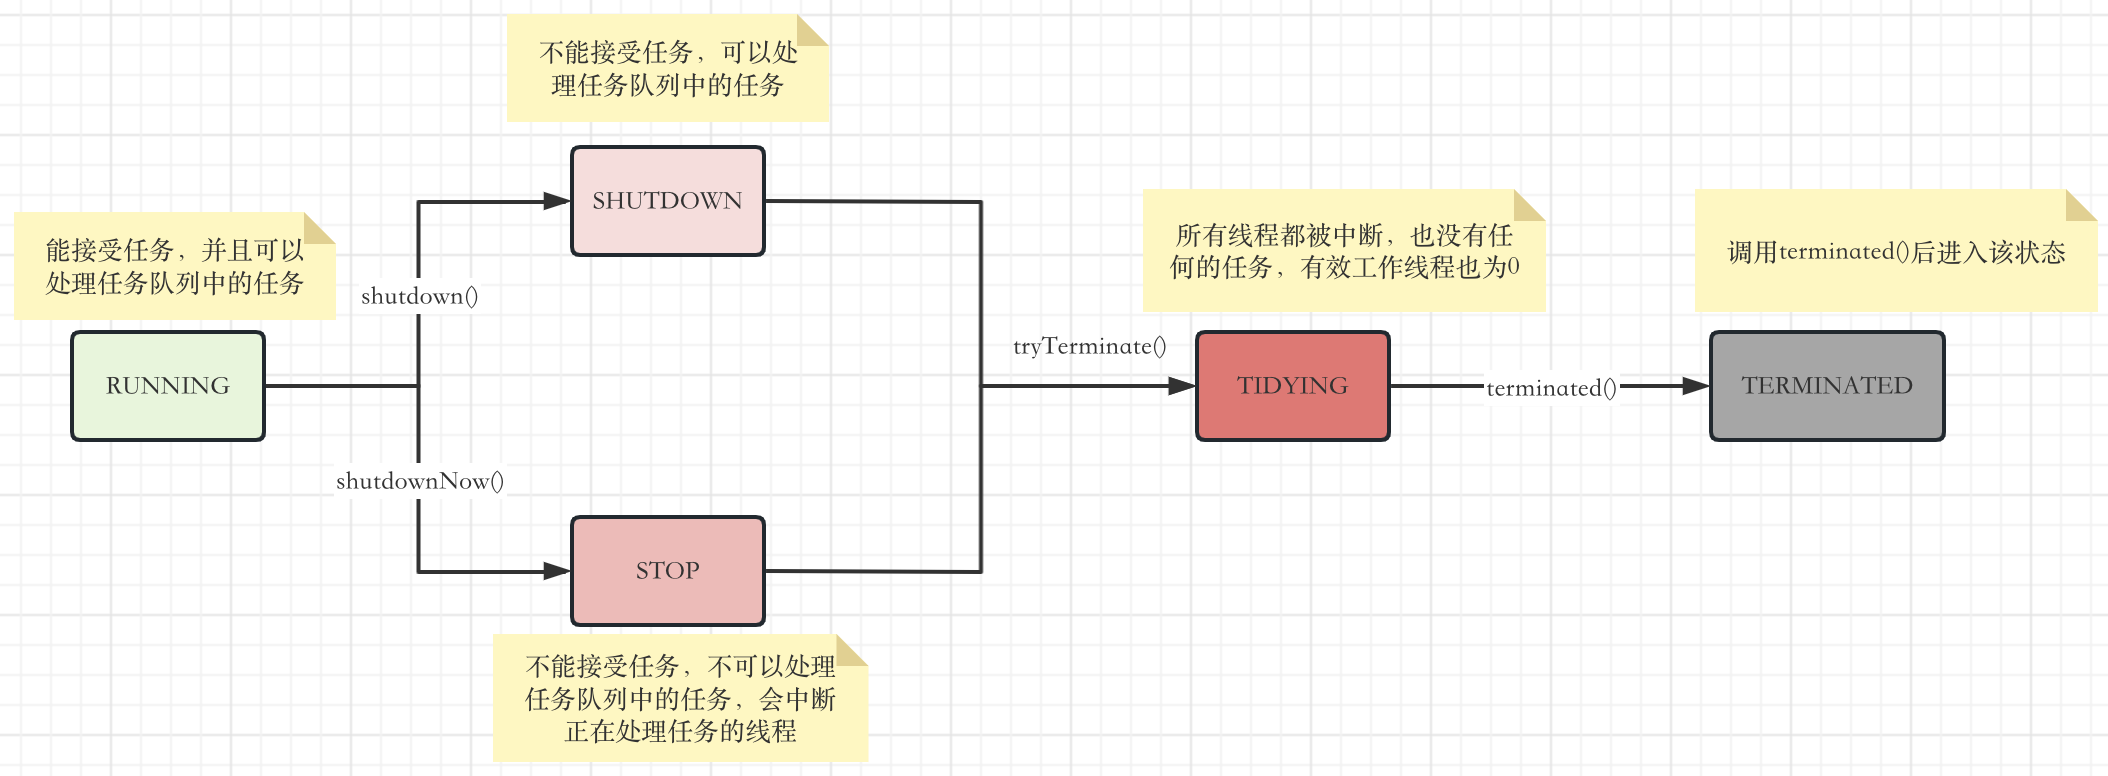 不能接受任务，可以处
理任务队列中的任务
SHUTDOWN
能接受任务，并且可以
处理任务队列中的任务
shutdown()
RUNNING
shutdownNow()
STOP
不能接受任务，不可以处理
任务队列中的任务，会中断
正在处理任务的线程
所有线程都被中断，也没有任
何的任务，有效工作线程也为0
tryTerminate()
TIDYING
terminated()
调用terminated()后进入该状态
TERMINATED